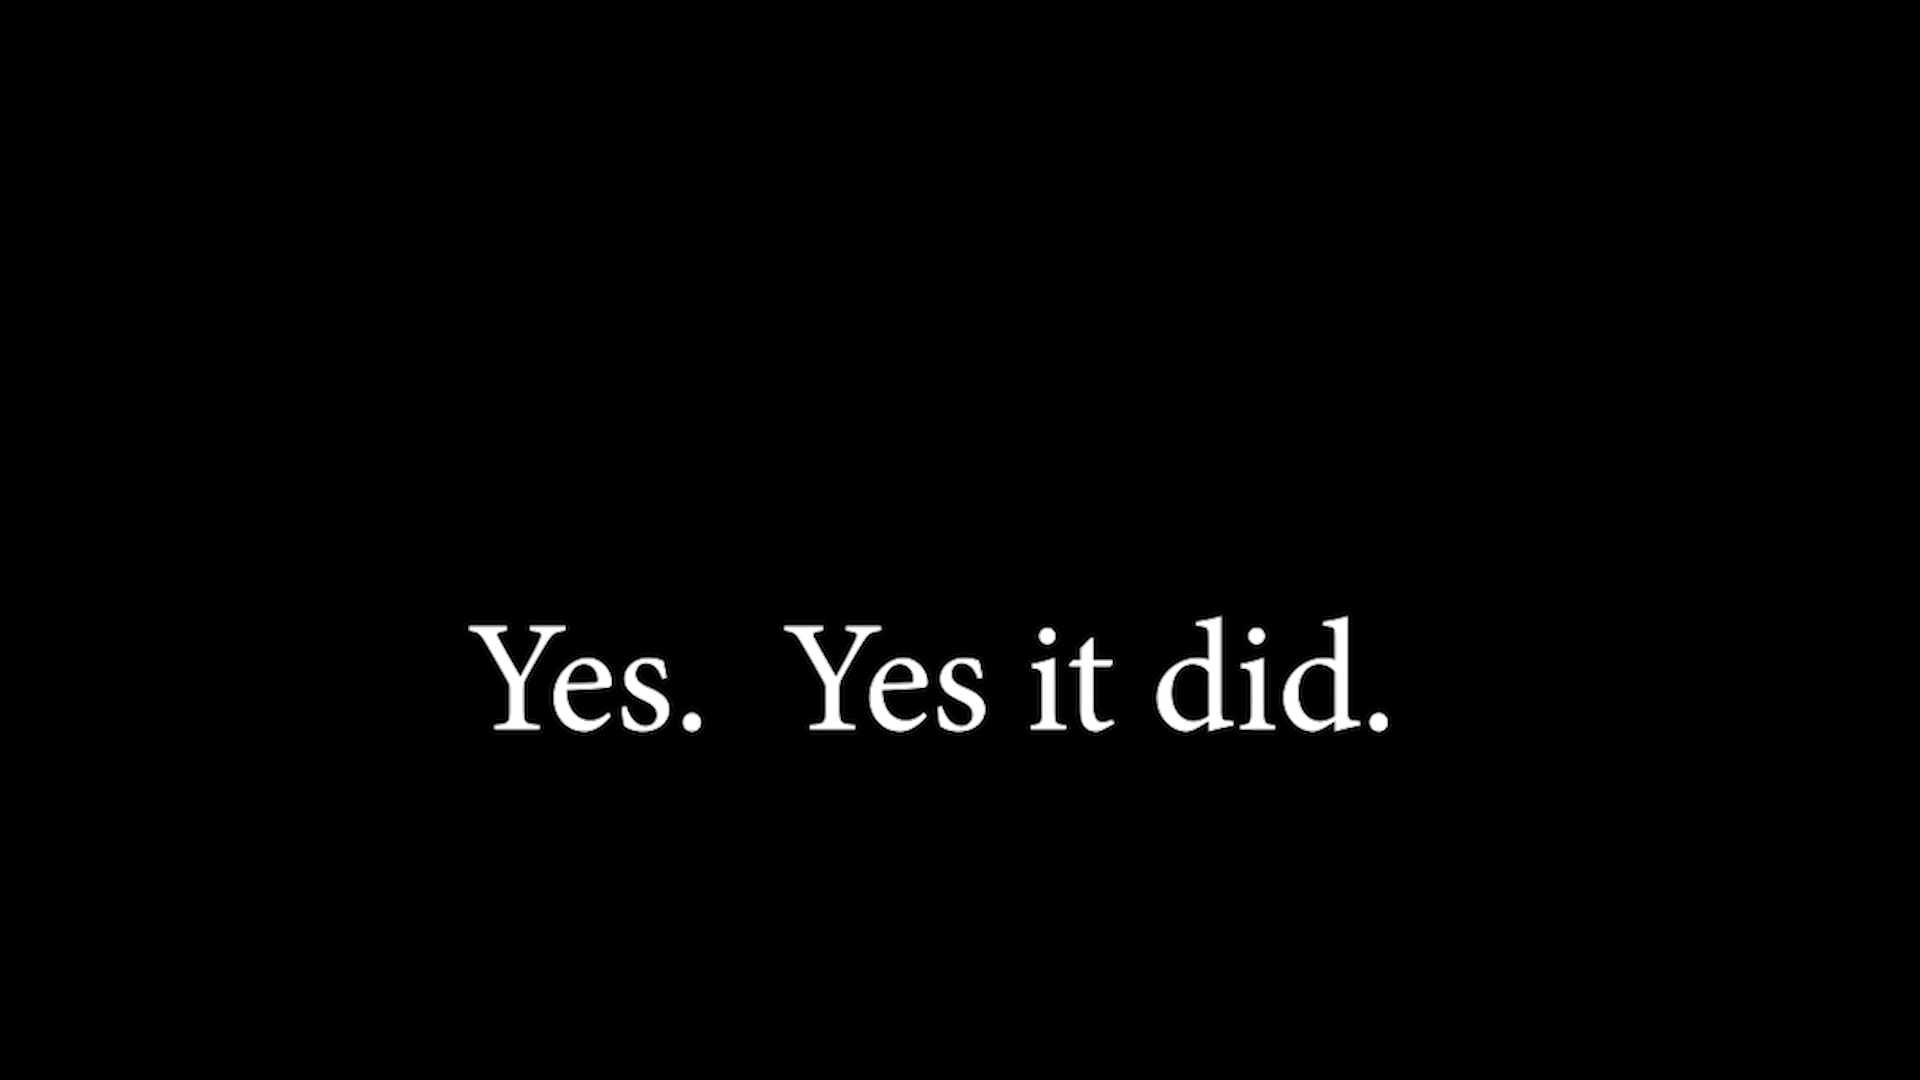 Yes.  Yes it did.